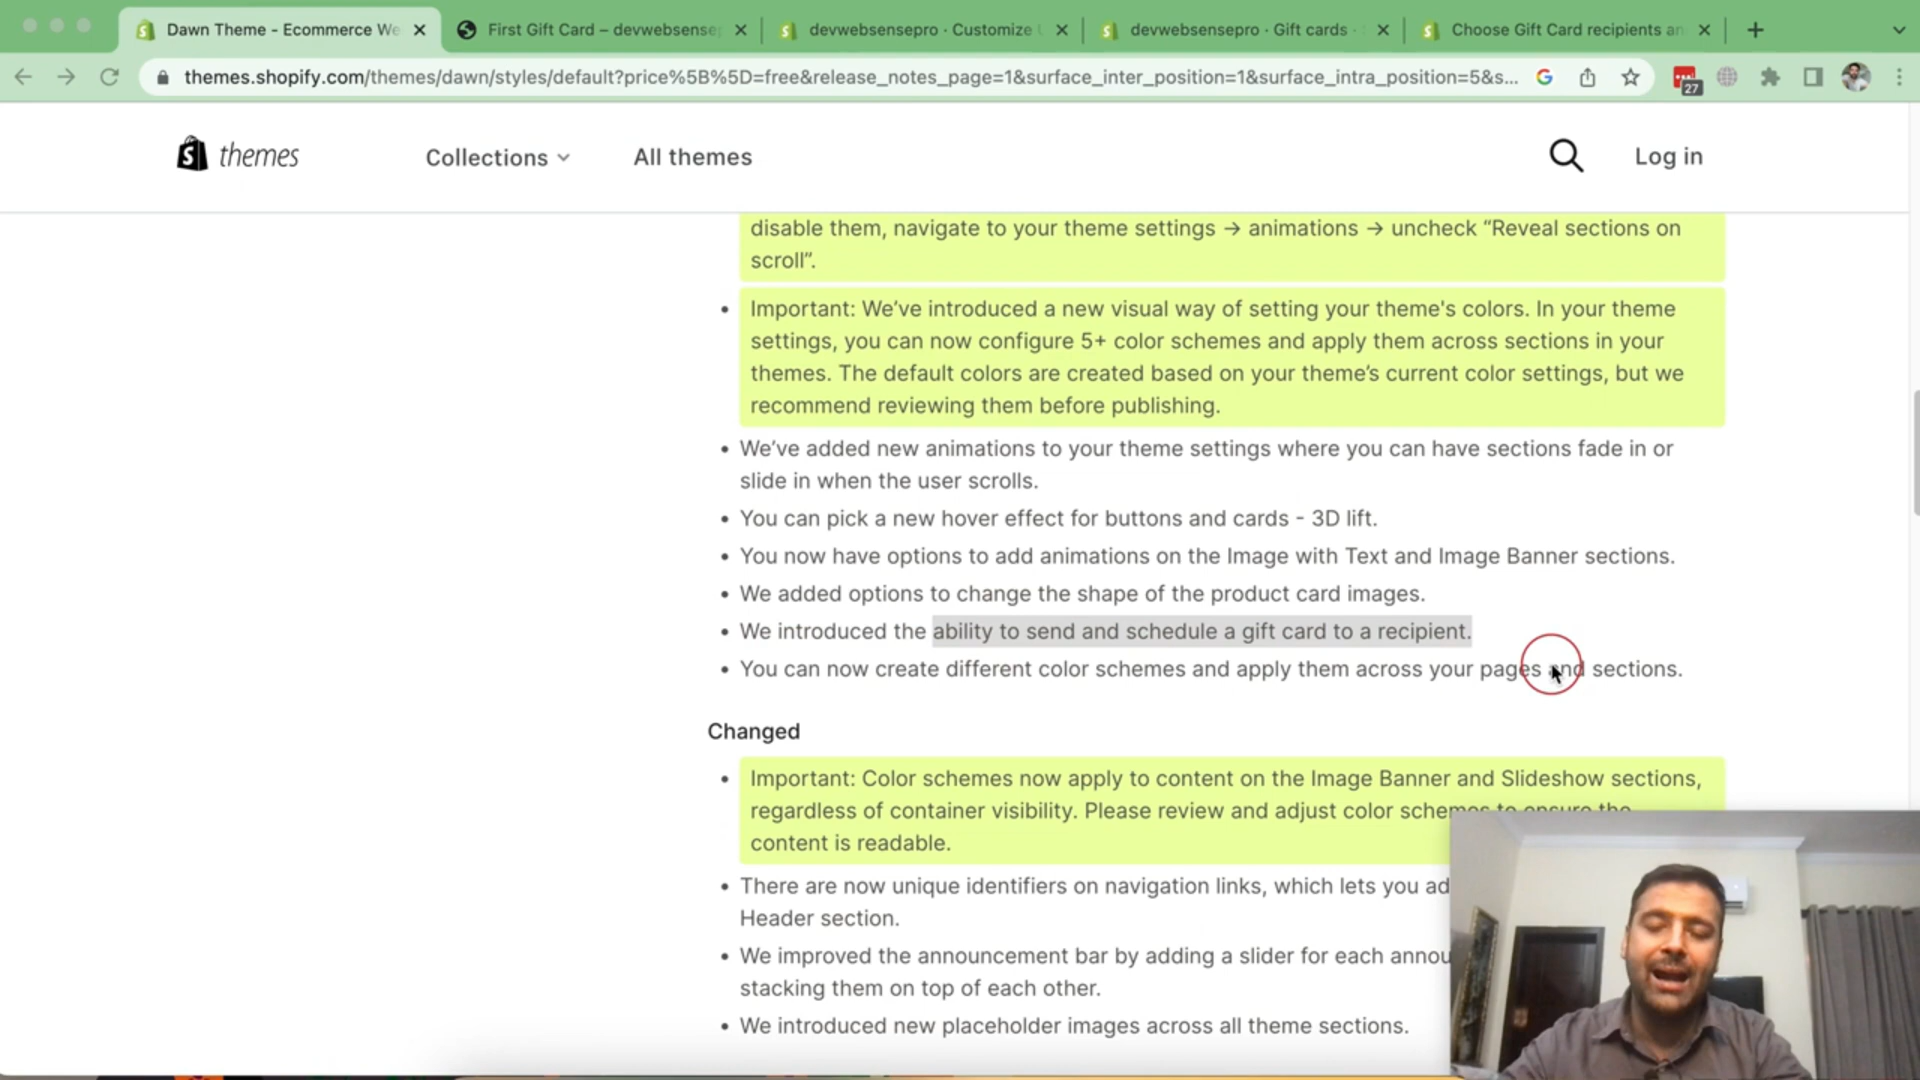 Dawn Theme - Ecommerce We
First Gift Card – devwebsense
devwebsensepro · Customize
devwebsensepro · Gift cards ·
Choose Gift Card recipients an
themes.shopify.com/themes/dawn/styles/default?price%5B%5D=free&release_notes_page=1&surface_inter_position=1&surface_intra_position=5&s...
27
themes
Collections
All themes
Log in
disable them, navigate to your theme settings → animations → uncheck “Reveal sections on
scroll”.
• Important: We’ve introduced a new visual way of setting your theme's colors. In your theme
settings, you can now configure 5+ color schemes and apply them across sections in your
themes. The default colors are created based on your theme’s current color settings, but we
recommend reviewing them before publishing.
• We’ve added new animations to your theme settings where you can have sections fade in or
slide in when the user scrolls.
• You can pick a new hover effect for buttons and cards - 3D lift.
• You now have options to add animations on the Image with Text and Image Banner sections.
• We added options to change the shape of the product card images.
• We introduced the ability to send and schedule a gift card to a recipient.
• You can now create different color schemes and apply them across your pages and sections.
Changed
• Important: Color schemes now apply to content on the Image Banner and Slideshow sections,
regardless of container visibility. Please review and adjust color schemes to ensure the
content is readable.
• There are now unique identifiers on navigation links, which lets you ad
Header section.
• We improved the announcement bar by adding a slider for each annou
stacking them on top of each other.
• We introduced new placeholder images across all theme sections.